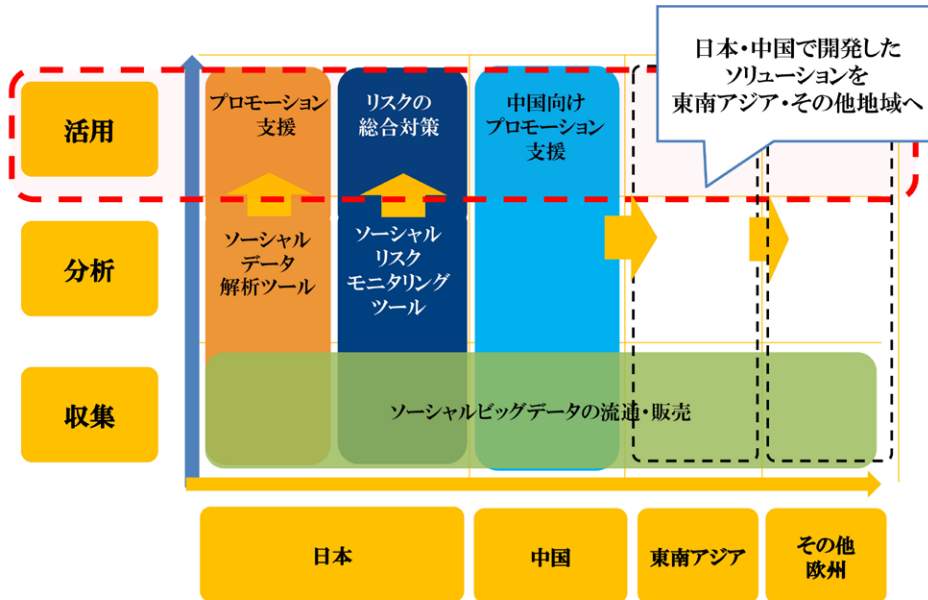 日本・中国で開発した
ソリューションを
東南アジア・その他地域へ
活用
プロモーション
支援
リスクの
総合対策
中国向け
プロモーション
支援
分析
ソーシャル
データ
解析ツール
ソーシャル
リスク
モニタリング
ツール
収集
ソーシャルビッグデータの流通・販売
日本
中国
東南アジア
その他
欧州